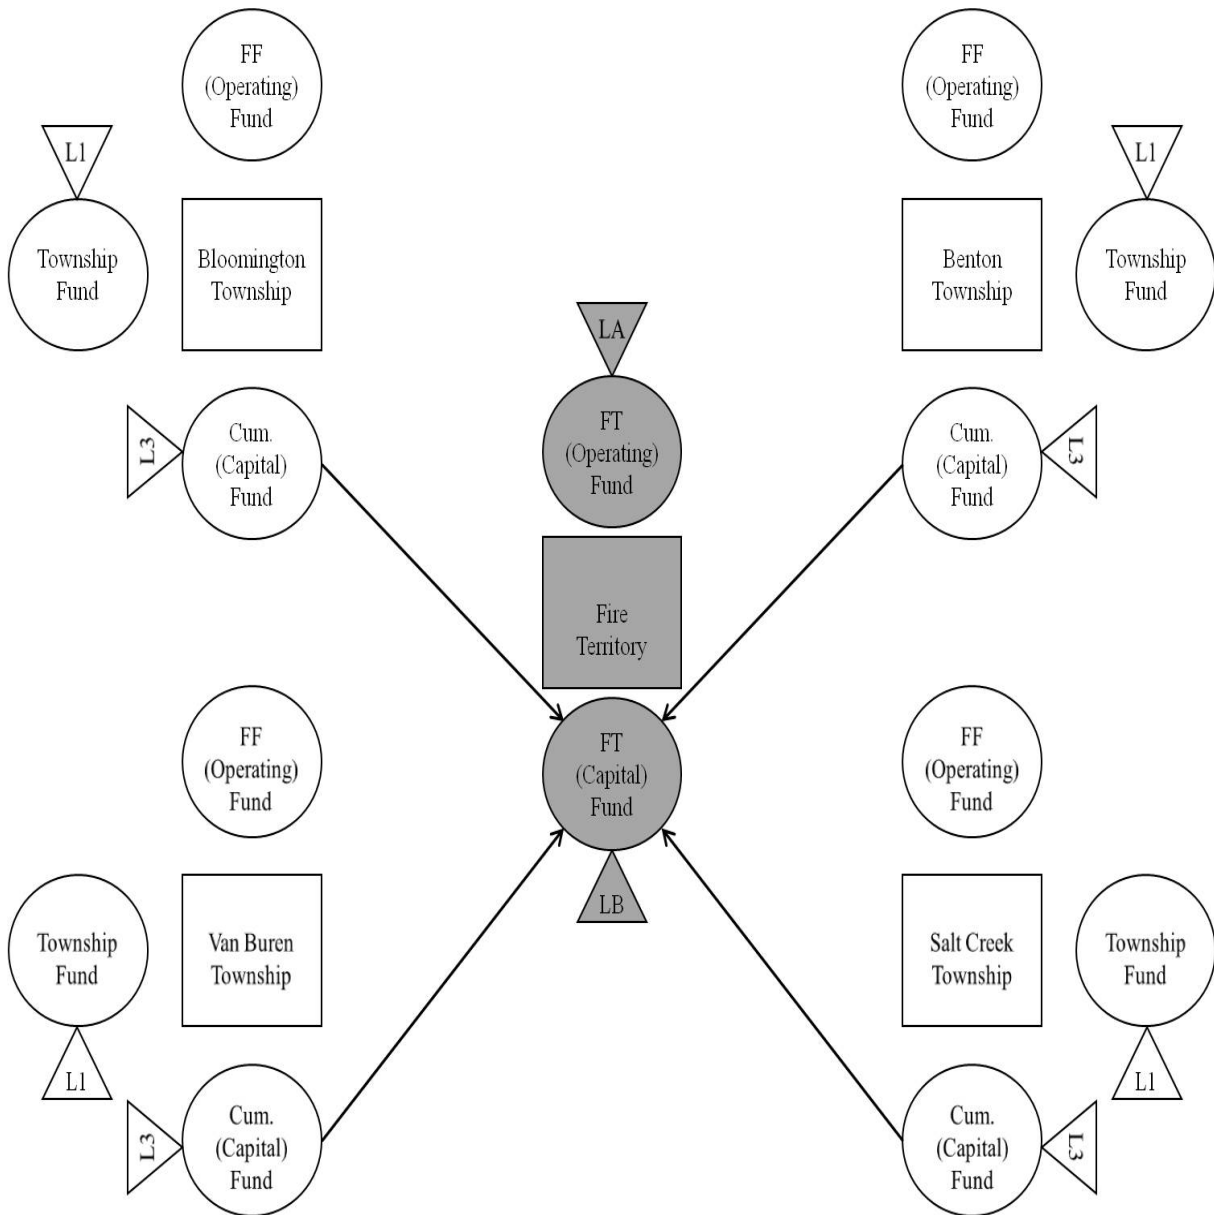 FF
(Operating)
Fund
FF
(Operating)
Fund
L1
L1
Township
Fund
Bloomington
Township
Benton
Township
Township
Fund
LA
L3
Cum.
(Capital)
Fund
FT
(Operating)
Fund
Cum.
(Capital)
Fund
L3
Fire
Territory
FF
(Operating)
Fund
FT
(Capital)
Fund
FF
(Operating)
Fund
LB
Township
Fund
Van Buren
Township
Salt Creek
Township
Township
Fund
L1
L1
L3
Cum.
(Capital)
Fund
Cum.
(Capital)
Fund
L3